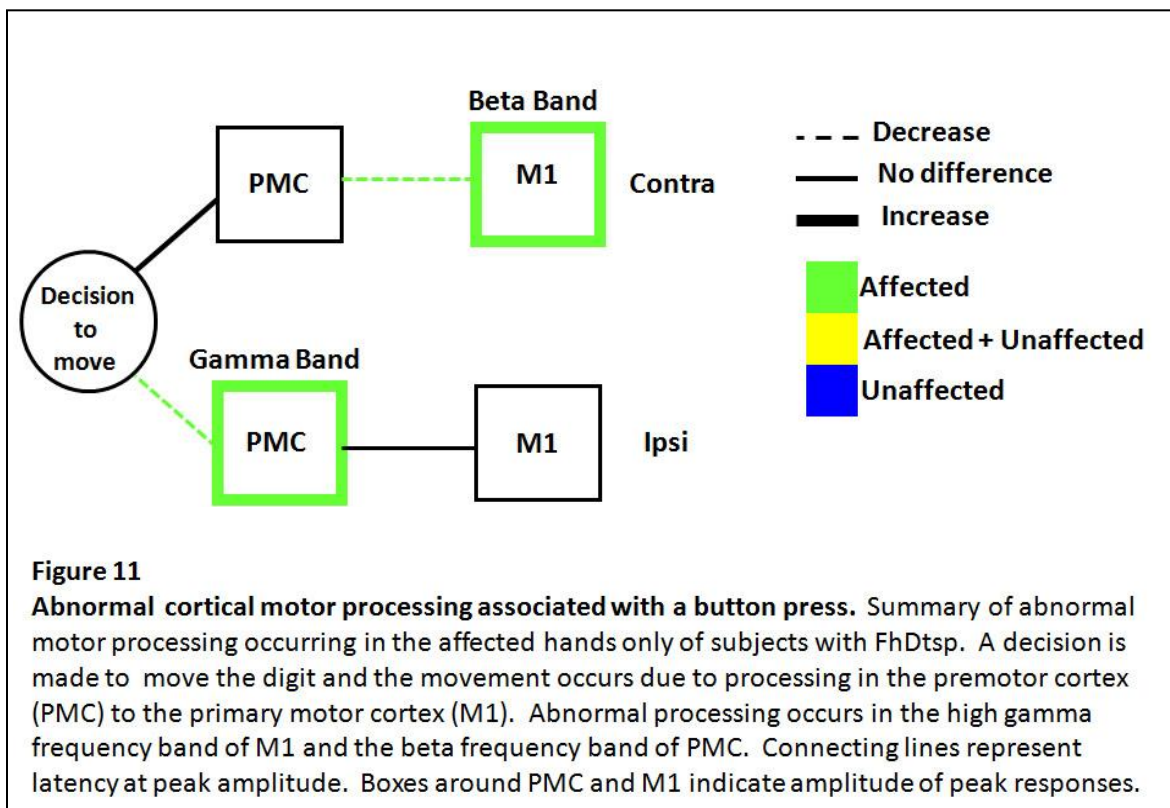 Beta Band
PMC
M1
Contra
Decision
to
move
Gamma Band
PMC
M1
Ipsi
Decrease
No difference
Increase
Affected
Affected + Unaffected
Unaffected
Figure 11
Abnormal cortical motor processing associated with a button press. Summary of abnormal
motor processing occurring in the affected hands only of subjects with FhDtsp. A decision is
made to move the digit and the movement occurs due to processing in the premotor cortex
(PMC) to the primary motor cortex (M1). Abnormal processing occurs in the high gamma
frequency band of M1 and the beta frequency band of PMC. Connecting lines represent
latency at peak amplitude. Boxes around PMC and M1 indicate amplitude of peak responses.